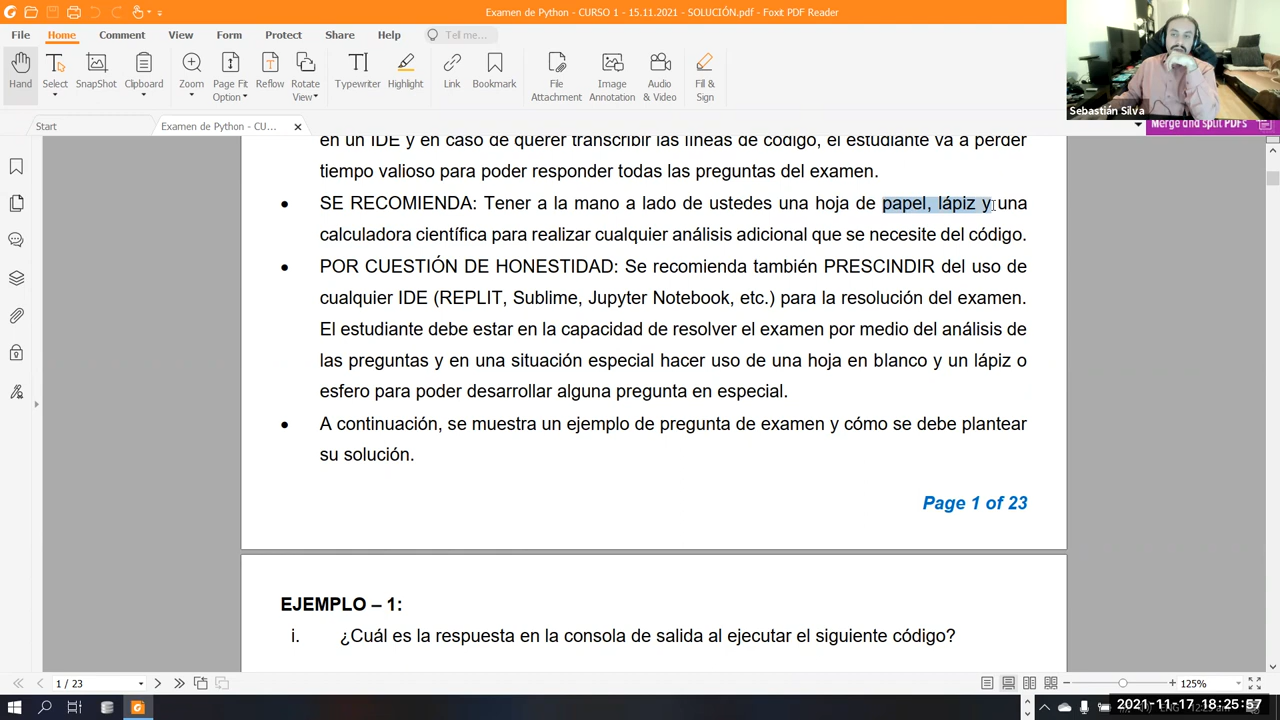 Examen de Python - CURSO 1 - 15.11.2021 - SOLUCIÓN.pdf - Foxit PDF Reader
File Home Comment View Form Protect Share Help Tell me...
Hand Select SnapShot Clipboard Zoom Page Fit Option Reflow Rotate View Typewriter Highlight Link Bookmark File Attachment Image Annotation Audio & Video Fill & Sign
Sebastián Silva
Start Examen de Python - CU...
Merge and split PDFs
en un IDE y en caso de querer transcribir las líneas de código, el estudiante va a perder
tiempo valioso para poder responder todas las preguntas del examen.
• SE RECOMIENDA: Tener a la mano a lado de ustedes una hoja de papel, lápiz y una
calculadora científica para realizar cualquier análisis adicional que se necesite del código.
• POR CUESTIÓN DE HONESTIDAD: Se recomienda también PRESCINDIR del uso de
cualquier IDE (REPLIT, Sublime, Jupyter Notebook, etc.) para la resolución del examen.
El estudiante debe estar en la capacidad de resolver el examen por medio del análisis de
las preguntas y en una situación especial hacer uso de una hoja en blanco y un lápiz o
esfero para poder desarrollar alguna pregunta en especial.
• A continuación, se muestra un ejemplo de pregunta de examen y cómo se debe plantear
su solución.
Page 1 of 23
EJEMPLO – 1:
i. ¿Cuál es la respuesta en la consola de salida al ejecutar el siguiente código?
1 / 23
125%
2021-11-17 18:25:57